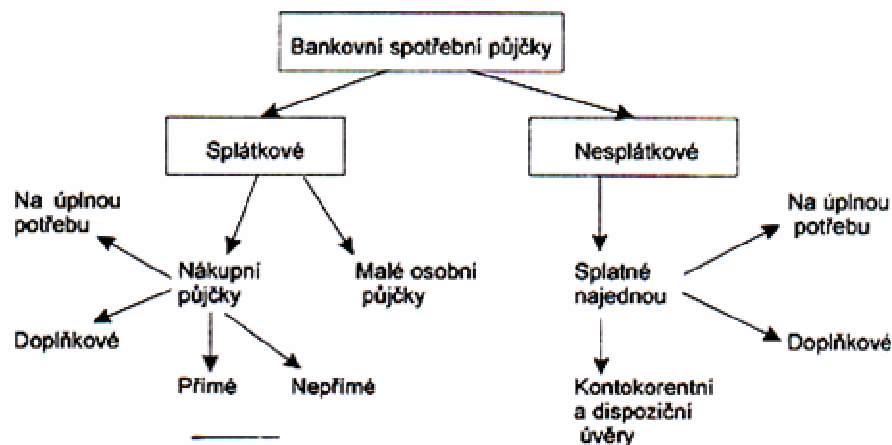 Bankovní spotřební půjčky
Splátkové
Nesplátkové
Na úplnou
potřebu
Na úplnou
potřebu
Nákupní
půjčky
Malé osobní
půjčky
Splatné
najednou
Doplňkové
Doplňkové
Přímé
Nepřímé
Kontokorentní
a dispoziční
úvěry